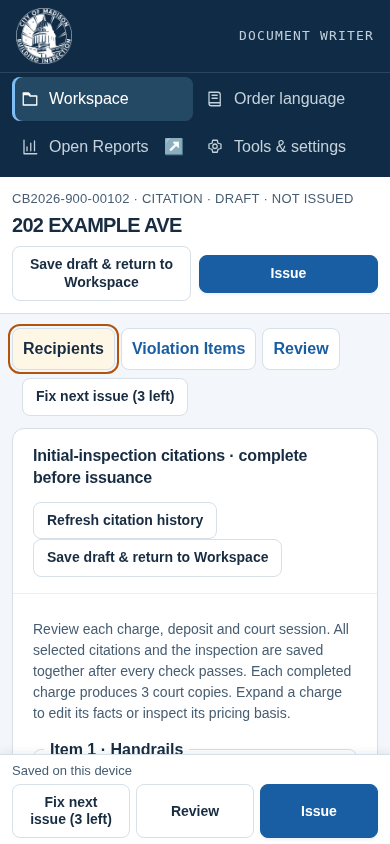 CITY OF MADISON
BUILDING INSPECTION
DOCUMENT WRITER
Workspace
Order language
Open Reports ↗
Tools & settings
CB2026-900-00102 · CITATION · DRAFT · NOT ISSUED
202 EXAMPLE AVE
Save draft & return to
Workspace
Issue
Recipients
Violation Items
Review
Fix next issue (3 left)
Initial-inspection citations · complete
before issuance
Refresh citation history
Save draft & return to Workspace
Review each charge, deposit and court session. All
selected citations and the inspection are saved
together after every check passes. Each completed
charge produces 3 court copies. Expand a charge
to edit its facts or inspect its pricing basis.
Item 1 · Handrails
Saved on this device
Fix next
issue (3 left)
Review
Issue